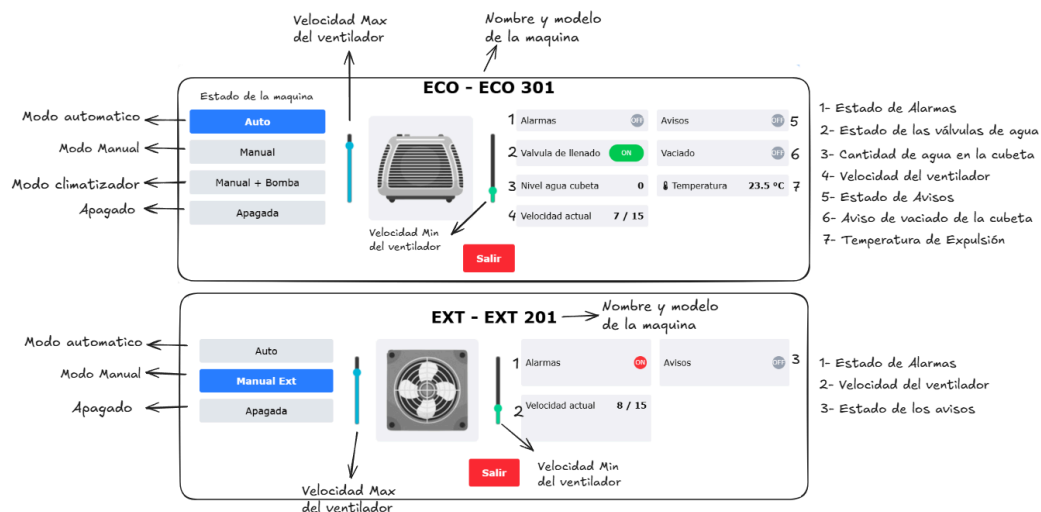 Velocidad Max
del ventilador
Nombre y modelo
de la maquina
ECO - ECO 301
Estado de la maquina
Modo automatico
Auto
Modo Manual
Manual
Modo climatizador
Manual + Bomba
Apagado
Apagada
Velocidad Min
del ventilador
1 Alarmas OFF
Avisos OFF 5
2 Valvula de llenado ON
Vaciado OFF 6
3 Nivel agua cubeta 0
Temperatura 23.5 ºC 7
4 Velocidad actual 7 / 15
Salir
1- Estado de Alarmas
2- Estado de las válvulas de agua
3- Cantidad de agua en la cubeta
4- Velocidad del ventilador
5- Estado de Avisos
6- Aviso de vaciado de la cubeta
7- Temperatura de Expulsión
EXT - EXT 201
Nombre y modelo
de la maquina
Modo automatico
Auto
Modo Manual
Manual Ext
Apagado
Apagada
1 Alarmas ON
Avisos OFF 3
2 Velocidad actual 8 / 15
Salir
Velocidad Max
del ventilador
Velocidad Min
del ventilador
1- Estado de Alarmas
2- Velocidad del ventilador
3- Estado de los avisos